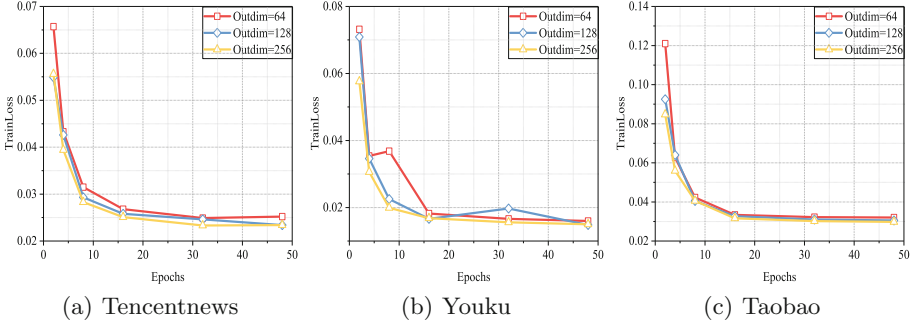 TrainLoss
0.07
0.06
0.05
0.04
0.03
0.02
0
10
20
30
40
50
Epochs
Outdim=64
Outdim=128
Outdim=256
(a) Tencentnews
TrainLoss
0.08
0.06
0.04
0.02
0
10
20
30
40
50
Epochs
Outdim=64
Outdim=128
Outdim=256
(b) Youku
TrainLoss
0.14
0.12
0.10
0.08
0.06
0.04
0.02
0
10
20
30
40
50
Epochs
Outdim=64
Outdim=128
Outdim=256
(c) Taobao